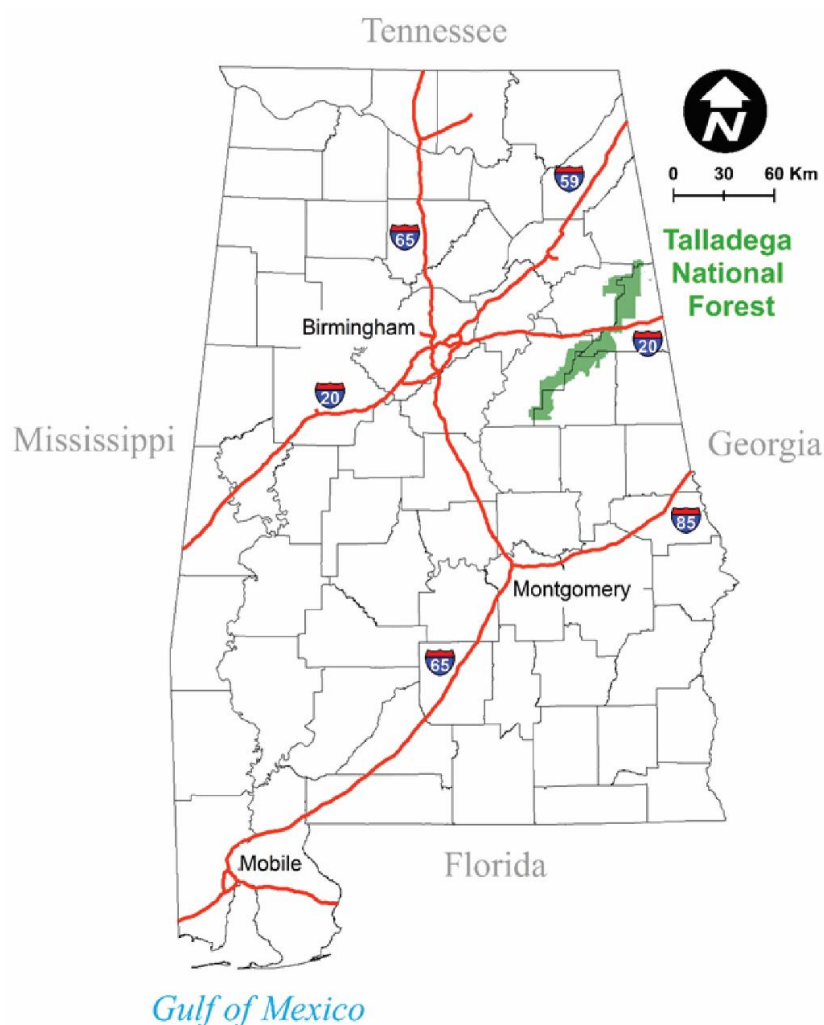 Tennessee
N
0 30 60 Km
59
65
Talladega
National
Forest
Birmingham
20
20
Mississippi
Georgia
85
Montgomery
65
Mobile
Florida
Gulf of Mexico